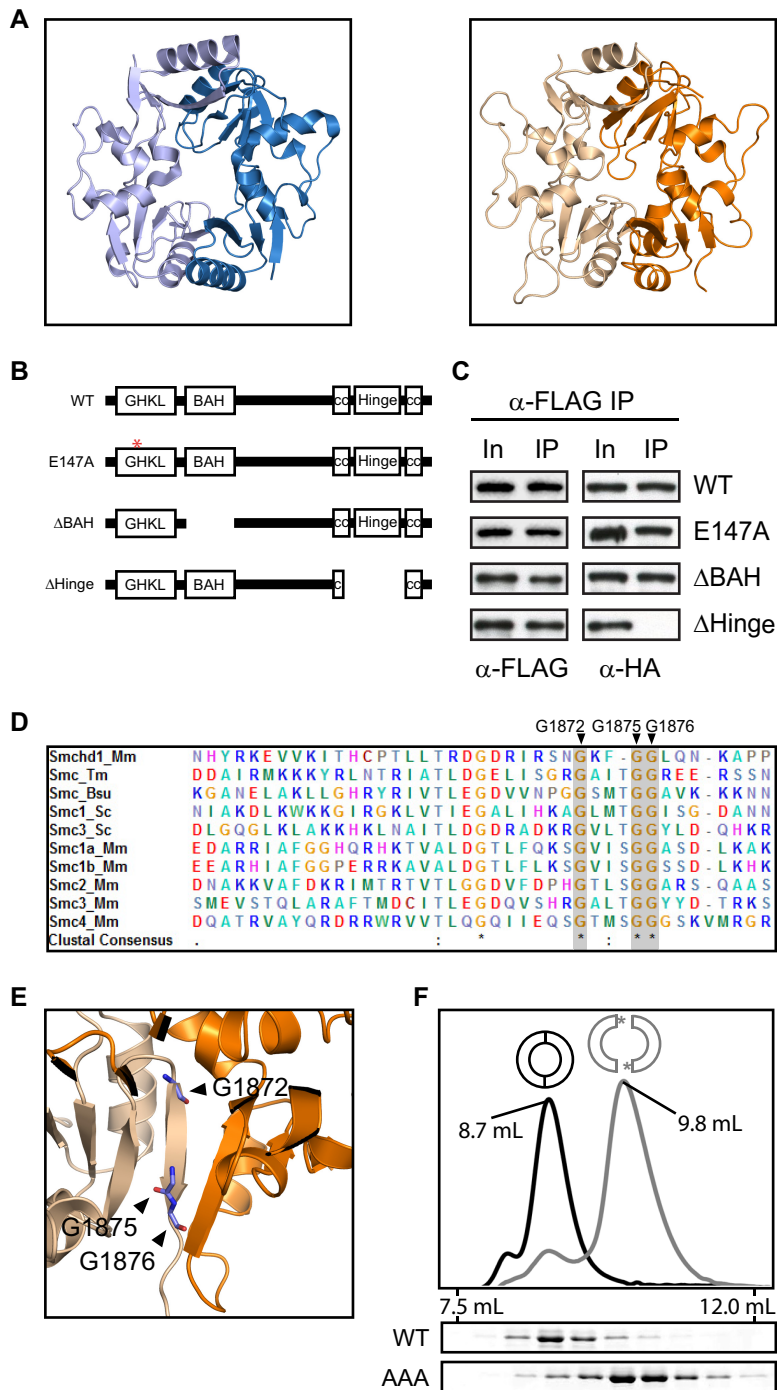 A
B
WT GHKL BAH cc Hinge cc
*
E147A GHKL BAH cc Hinge cc
ΔBAH GHKL cc Hinge cc
ΔHinge GHKL BAH c cc
C
α-FLAG IP
In IP In IP
WT
E147A
ΔBAH
ΔHinge
α-FLAG α-HA
D
G1872 G1875 G1876
Smchd1_Mm NHYRKEVVKITHCPTLLTRDGDRIRSNGKF-GGLQN-KAPP
Smc_Tm DDAIRMKKKYRLNTRIATLDGELISGRGAITGGREE-RSSN
Smc_Bsu KGANELAKLLGHRYRIVTLEGDVVNPGGSMTGGAVK-KNNN
Smc1_Sc NIAKDLKWKKGIRGKLVTIEGALIHKAGLMTGGISG-DANN
Smc3_Sc DLGQGLKLAKKHKLNAITLDGDRADKRGVLTGGYLD-QHKR
Smc1a_Mm EDARRIAFGGHQRHKTVALDGTLFQKSGVISGGASD-LKAK
Smc1b_Mm EEARHIAFGGPERRKAVALDGTLFLKSGVISGGSSD-LKHK
Smc2_Mm DNAKKVAFDKRIMTRTVTLGGDVFDPHGTLSGGARS-QAAS
Smc3_Mm SMEVSTQLARAFTMDCITLEGDQVSHRGALTGGYYD-TRKS
Smc4_Mm DQATRVAYQRDRRWRVVTLQGQIIEQSGTMSGGGSKVMRGR
Clustal Consensus . : * * : * *
E
G1872
G1875
G1876
F
* *
8.7 mL 9.8 mL
7.5 mL 12.0 mL
WT
AAA